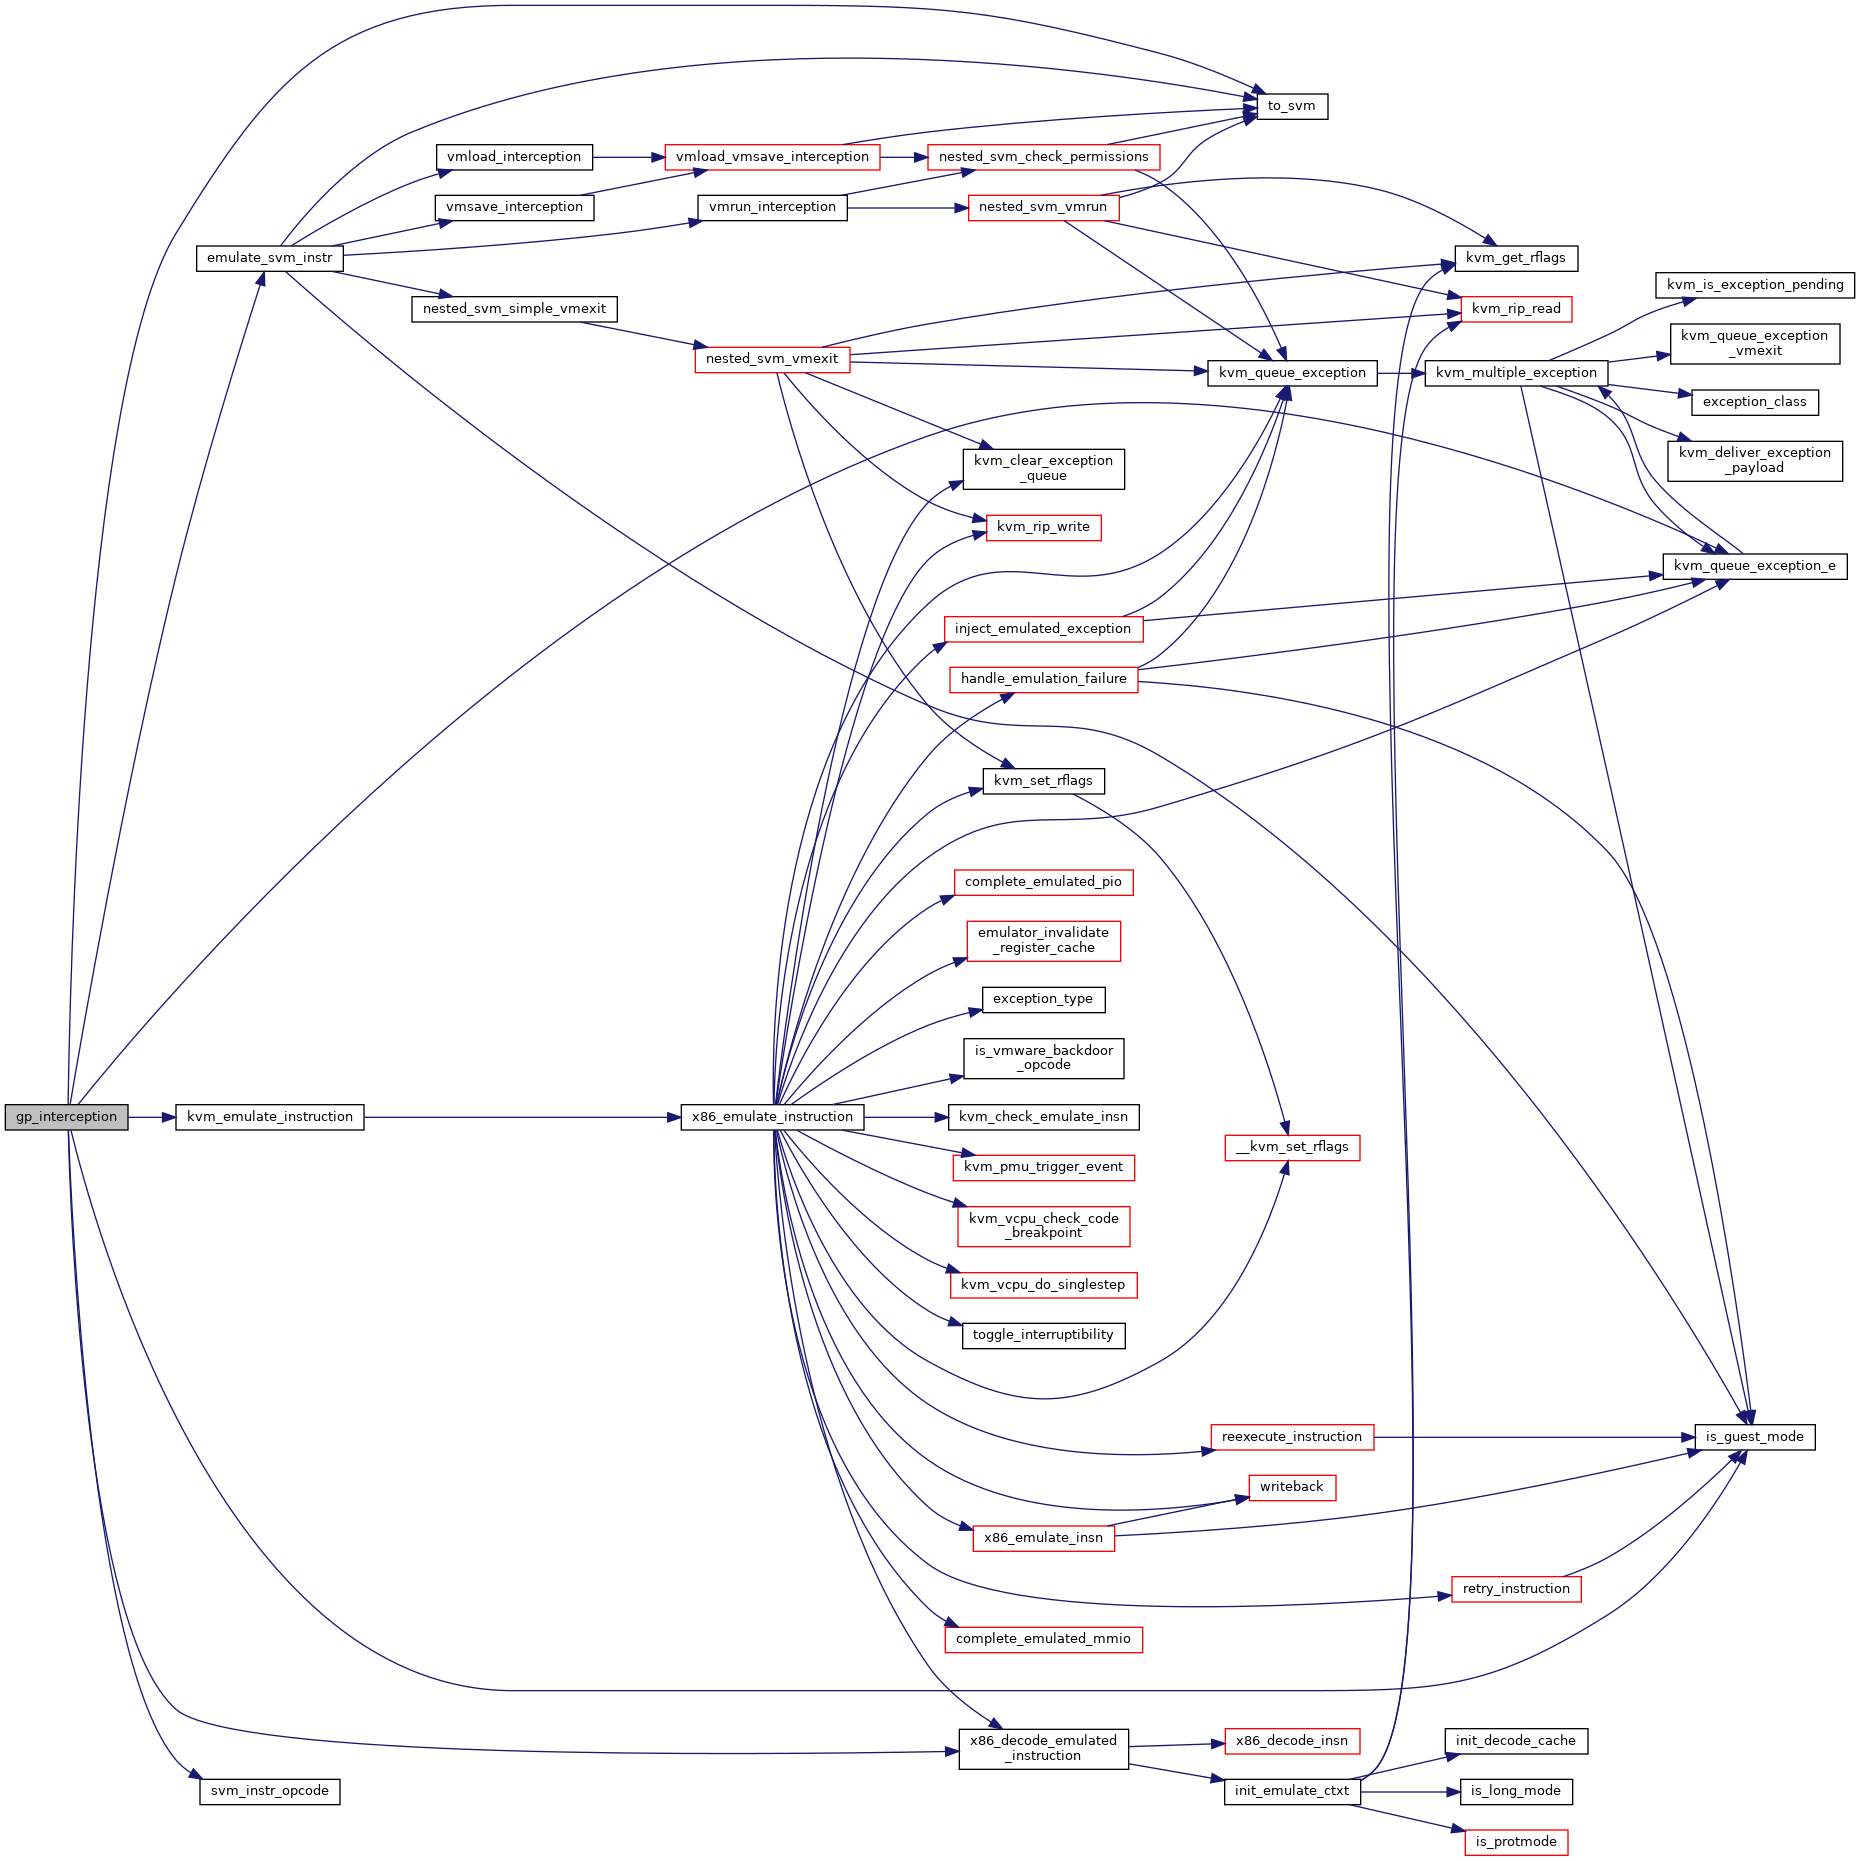 to_svm
vmload_interception
vmload_vmsave_interception
nested_svm_check_permissions
vmsave_interception
vmrun_interception
nested_svm_vmrun
emulate_svm_instr
kvm_get_rflags
kvm_is_exception_pending
nested_svm_simple_vmexit
kvm_rip_read
kvm_queue_exception
_vmexit
nested_svm_vmexit
kvm_queue_exception
kvm_multiple_exception
exception_class
kvm_clear_exception
_queue
kvm_deliver_exception
_payload
kvm_rip_write
kvm_queue_exception_e
inject_emulated_exception
handle_emulation_failure
kvm_set_rflags
complete_emulated_pio
emulator_invalidate
_register_cache
exception_type
is_vmware_backdoor
_opcode
gp_interception
kvm_emulate_instruction
x86_emulate_instruction
kvm_check_emulate_insn
__kvm_set_rflags
kvm_pmu_trigger_event
kvm_vcpu_check_code
_breakpoint
kvm_vcpu_do_singlestep
toggle_interruptibility
reexecute_instruction
is_guest_mode
writeback
x86_emulate_insn
retry_instruction
complete_emulated_mmio
x86_decode_emulated
_instruction
x86_decode_insn
init_decode_cache
svm_instr_opcode
init_emulate_ctxt
is_long_mode
is_protmode